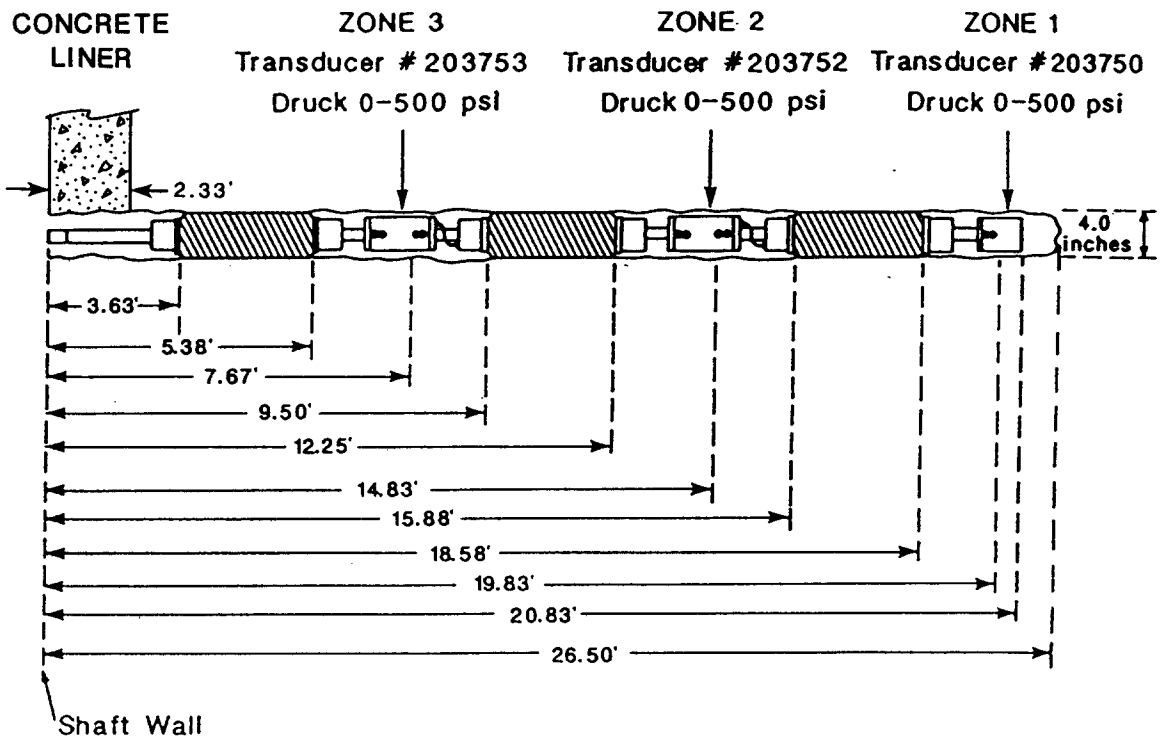 CONCRETE
LINER
ZONE 3
Transducer # 203753
Druck 0-500 psi
ZONE 2
Transducer #203752
Druck 0-500 psi
ZONE 1
Transducer #203750
Druck 0-500 psi
2.33'
4.0
inches
3.63'
5.38'
7.67'
9.50'
12.25'
14.83'
15.88'
18.58'
19.83'
20.83'
26.50'
Shaft Wall